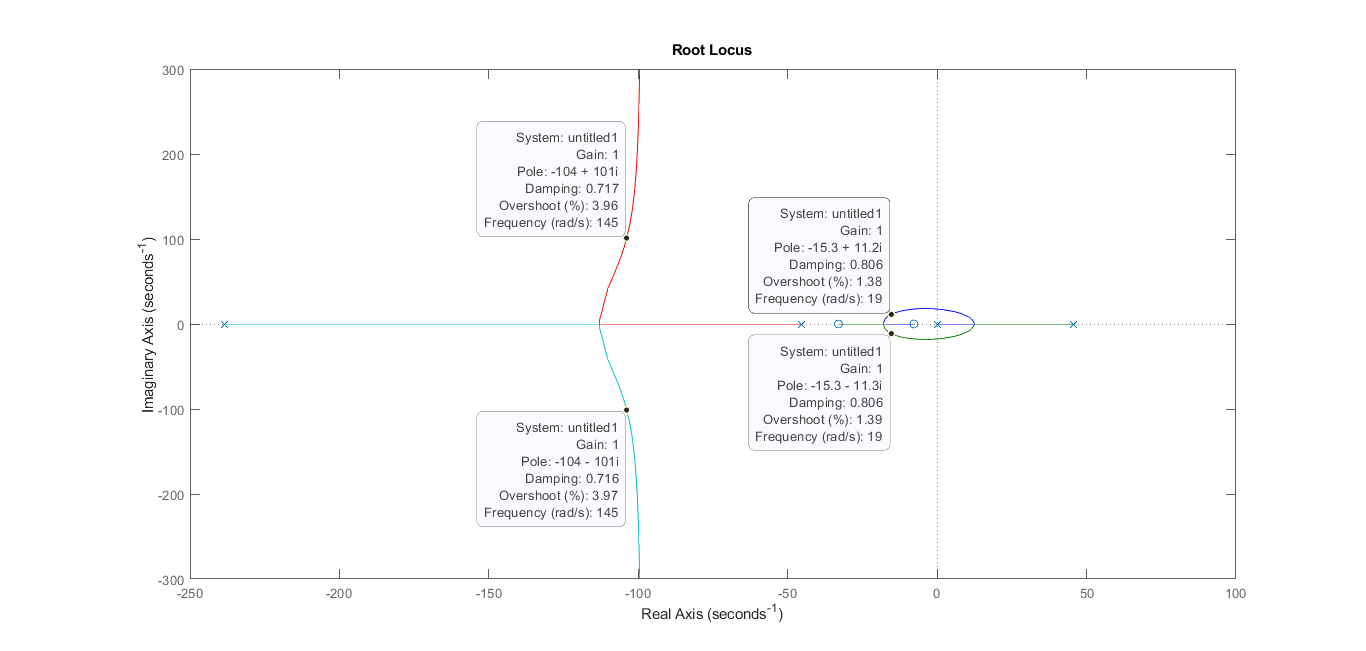 Root Locus
300
200
100
0
-100
-200
-300
Imaginary Axis (seconds-1)
System: untitled1
Gain: 1
Pole: -104 + 101i
Damping: 0.717
Overshoot (%): 3.96
Frequency (rad/s): 145
System: untitled1
Gain: 1
Pole: -15.3 + 11.2i
Damping: 0.806
Overshoot (%): 1.38
Frequency (rad/s): 19
System: untitled1
Gain: 1
Pole: -15.3 - 11.3i
Damping: 0.806
Overshoot (%): 1.39
Frequency (rad/s): 19
System: untitled1
Gain: 1
Pole: -104 - 101i
Damping: 0.716
Overshoot (%): 3.97
Frequency (rad/s): 145
-250 -200 -150 -100 -50 0 50 100
Real Axis (seconds-1)